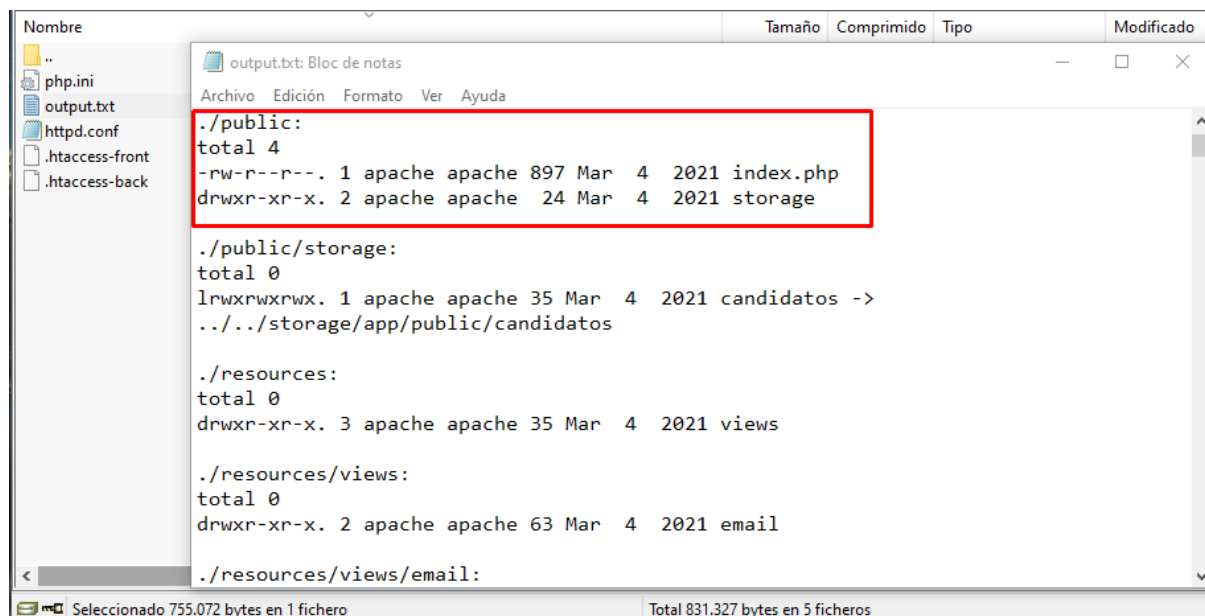 Nombre Tamaño Comprimido Tipo Modificado
..
php.ini
output.txt
httpd.conf
.htaccess-front
.htaccess-back
output.txt: Bloc de notas
Archivo Edición Formato Ver Ayuda
./public:
total 4
-rw-r--r--. 1 apache apache 897 Mar  4  2021 index.php
drwxr-xr-x. 2 apache apache  24 Mar  4  2021 storage
./public/storage:
total 0
lrwxrwxrwx. 1 apache apache 35 Mar  4  2021 candidatos ->
../../storage/app/public/candidatos
./resources:
total 0
drwxr-xr-x. 3 apache apache 35 Mar  4  2021 views
./resources/views:
total 0
drwxr-xr-x. 2 apache apache 63 Mar  4  2021 email
./resources/views/email:
Seleccionado 755.072 bytes en 1 fichero Total 831.327 bytes en 5 ficheros